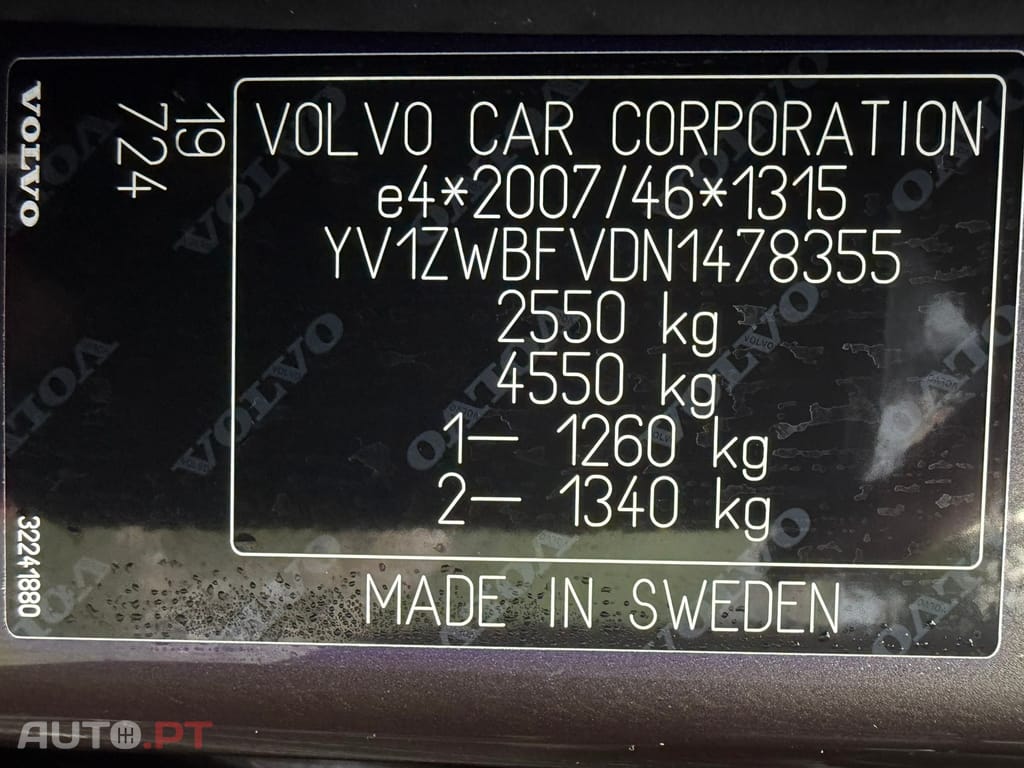 VOLVO
19
724
VOLVO CAR CORPORATION
e4*2007/46*1315
YV1ZWBFVDN1478355
2550 kg
4550 kg
1– 1260 kg
2– 1340 kg
MADE IN SWEDEN
32241880
AUTO.PT